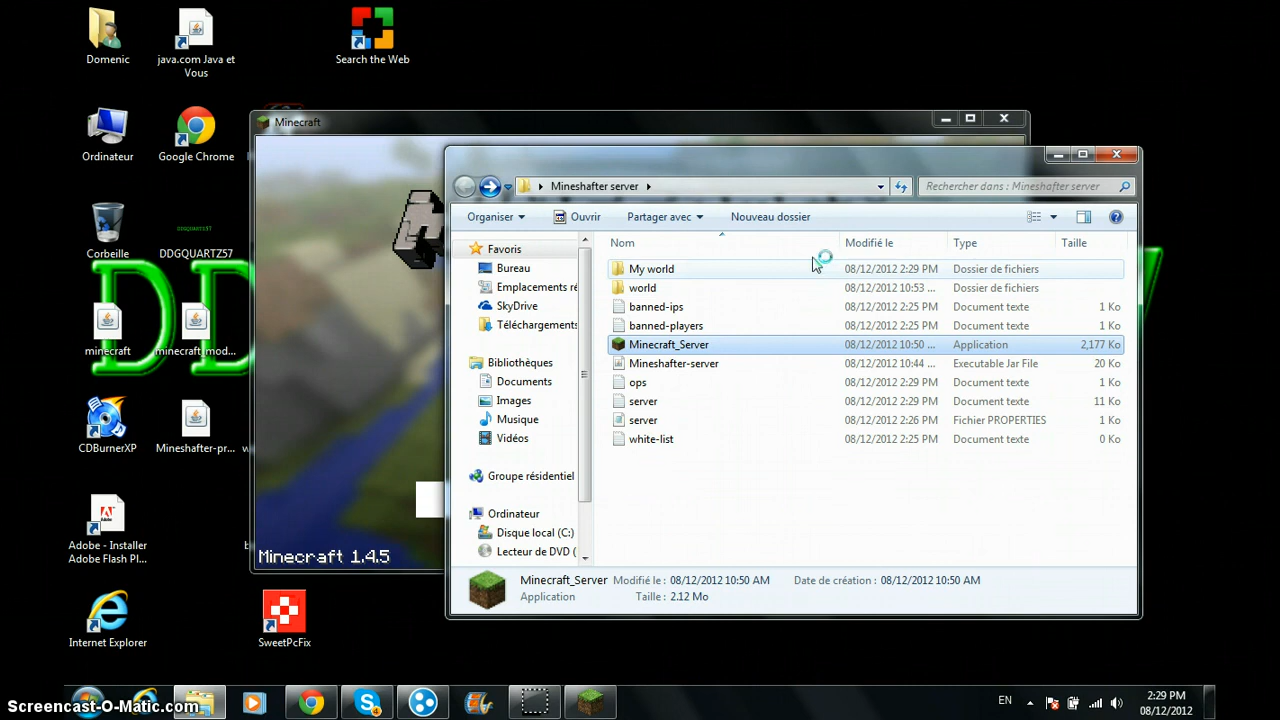 Domenic
java.com Java et
Vous
Search the Web
Ordinateur
Google Chrome
Corbeille
DDGQUARTZ57
minecraft
minecraft_mod...
CDBurnerXP
Mineshafter-pr...
Adobe - Installer
Adobe Flash Pl...
Internet Explorer
SweetPcFix
Minecraft
Minecraft 1.4.5
Mineshafter server
Rechercher dans : Mineshafter server
Organiser
Ouvrir
Partager avec
Nouveau dossier
Nom Modifié le Type Taille
Favoris
Bureau
Emplacements ré
SkyDrive
Téléchargements
Bibliothèques
Documents
Images
Musique
Vidéos
Groupe résidentiel
Ordinateur
Disque local (C:)
Lecteur de DVD (
My world 08/12/2012 2:29 PM Dossier de fichiers
world 08/12/2012 10:53 ... Dossier de fichiers
banned-ips 08/12/2012 2:25 PM Document texte 1 Ko
banned-players 08/12/2012 2:25 PM Document texte 1 Ko
Minecraft_Server 08/12/2012 10:50 ... Application 2,177 Ko
Mineshafter-server 08/12/2012 10:44 ... Executable Jar File 20 Ko
ops 08/12/2012 2:29 PM Document texte 1 Ko
server 08/12/2012 2:29 PM Document texte 11 Ko
server 08/12/2012 2:26 PM Fichier PROPERTIES 1 Ko
white-list 08/12/2012 2:25 PM Document texte 0 Ko
Minecraft_Server Modifié le : 08/12/2012 10:50 AM Date de création : 08/12/2012 10:50 AM
Application Taille : 2.12 Mo
Screencast-O-Matic.com
EN
2:29 PM
08/12/2012